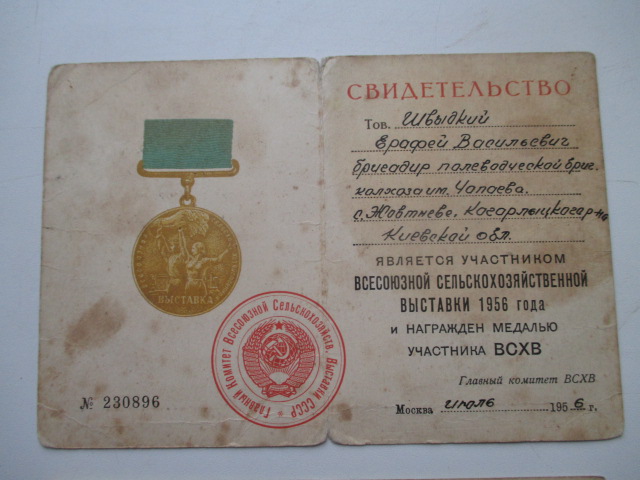 ВЫСТАВКА
Главный Комитет Всесоюзной Сельскохозяйств. Выставки СССР
№ 230896
СВИДЕТЕЛЬСТВО
Тов. Швыдкий
Ерафей Васильевич
бригадир полеводческой бриг.
колхоза им. Чапаева.
с. Жовтневе, Кагарлыцкого р-на
Киевской обл.
ЯВЛЯЕТСЯ УЧАСТНИКОМ
ВСЕСОЮЗНОЙ СЕЛЬСКОХОЗЯЙСТВЕННОЙ
ВЫСТАВКИ 1956 года
И НАГРАЖДЕН МЕДАЛЬЮ
УЧАСТНИКА ВСХВ
Главный комитет ВСХВ
Москва июль 1956 г.